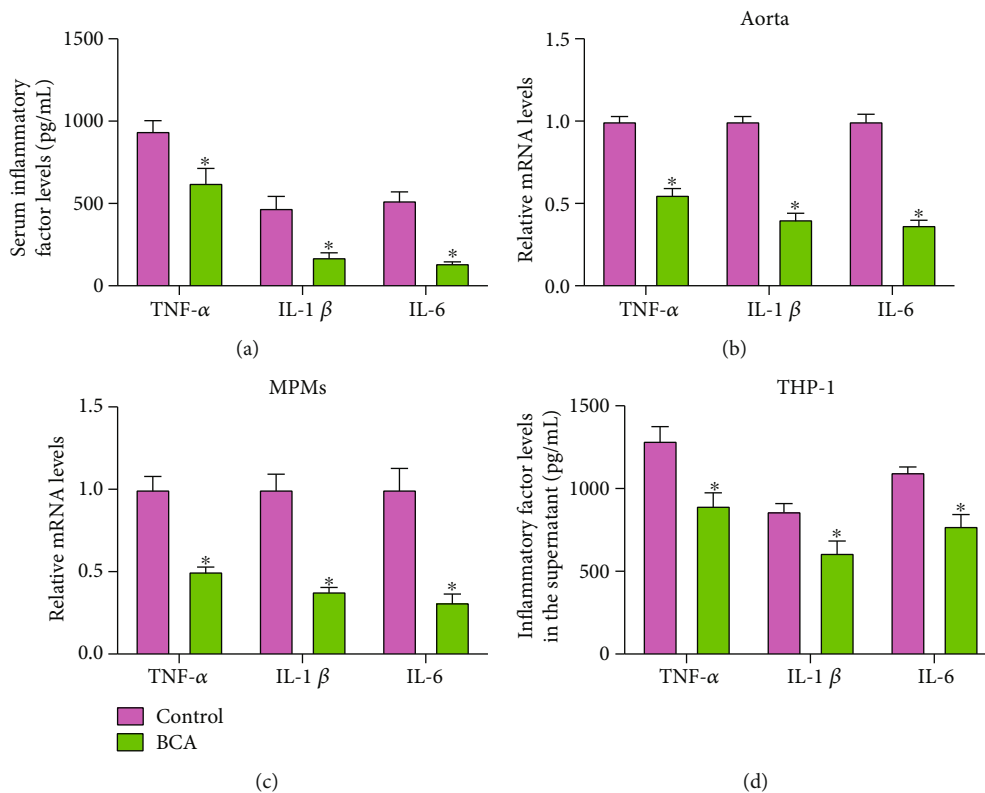 1500
1000
500
0
Serum inflammatory
factor levels (pg/mL)
TNF-α IL-1 β IL-6
* * *
(a)
Aorta
1.5
1.0
0.5
0.0
Relative mRNA levels
TNF-α IL-1 β IL-6
* * *
(b)
MPMs
1.5
1.0
0.5
0.0
Relative mRNA levels
TNF-α IL-1 β IL-6
* * *
Control
BCA
(c)
THP-1
1500
1000
500
0
Inflammatory factor levels
in the supernatant (pg/mL)
TNF-α IL-1 β IL-6
* * *
(d)